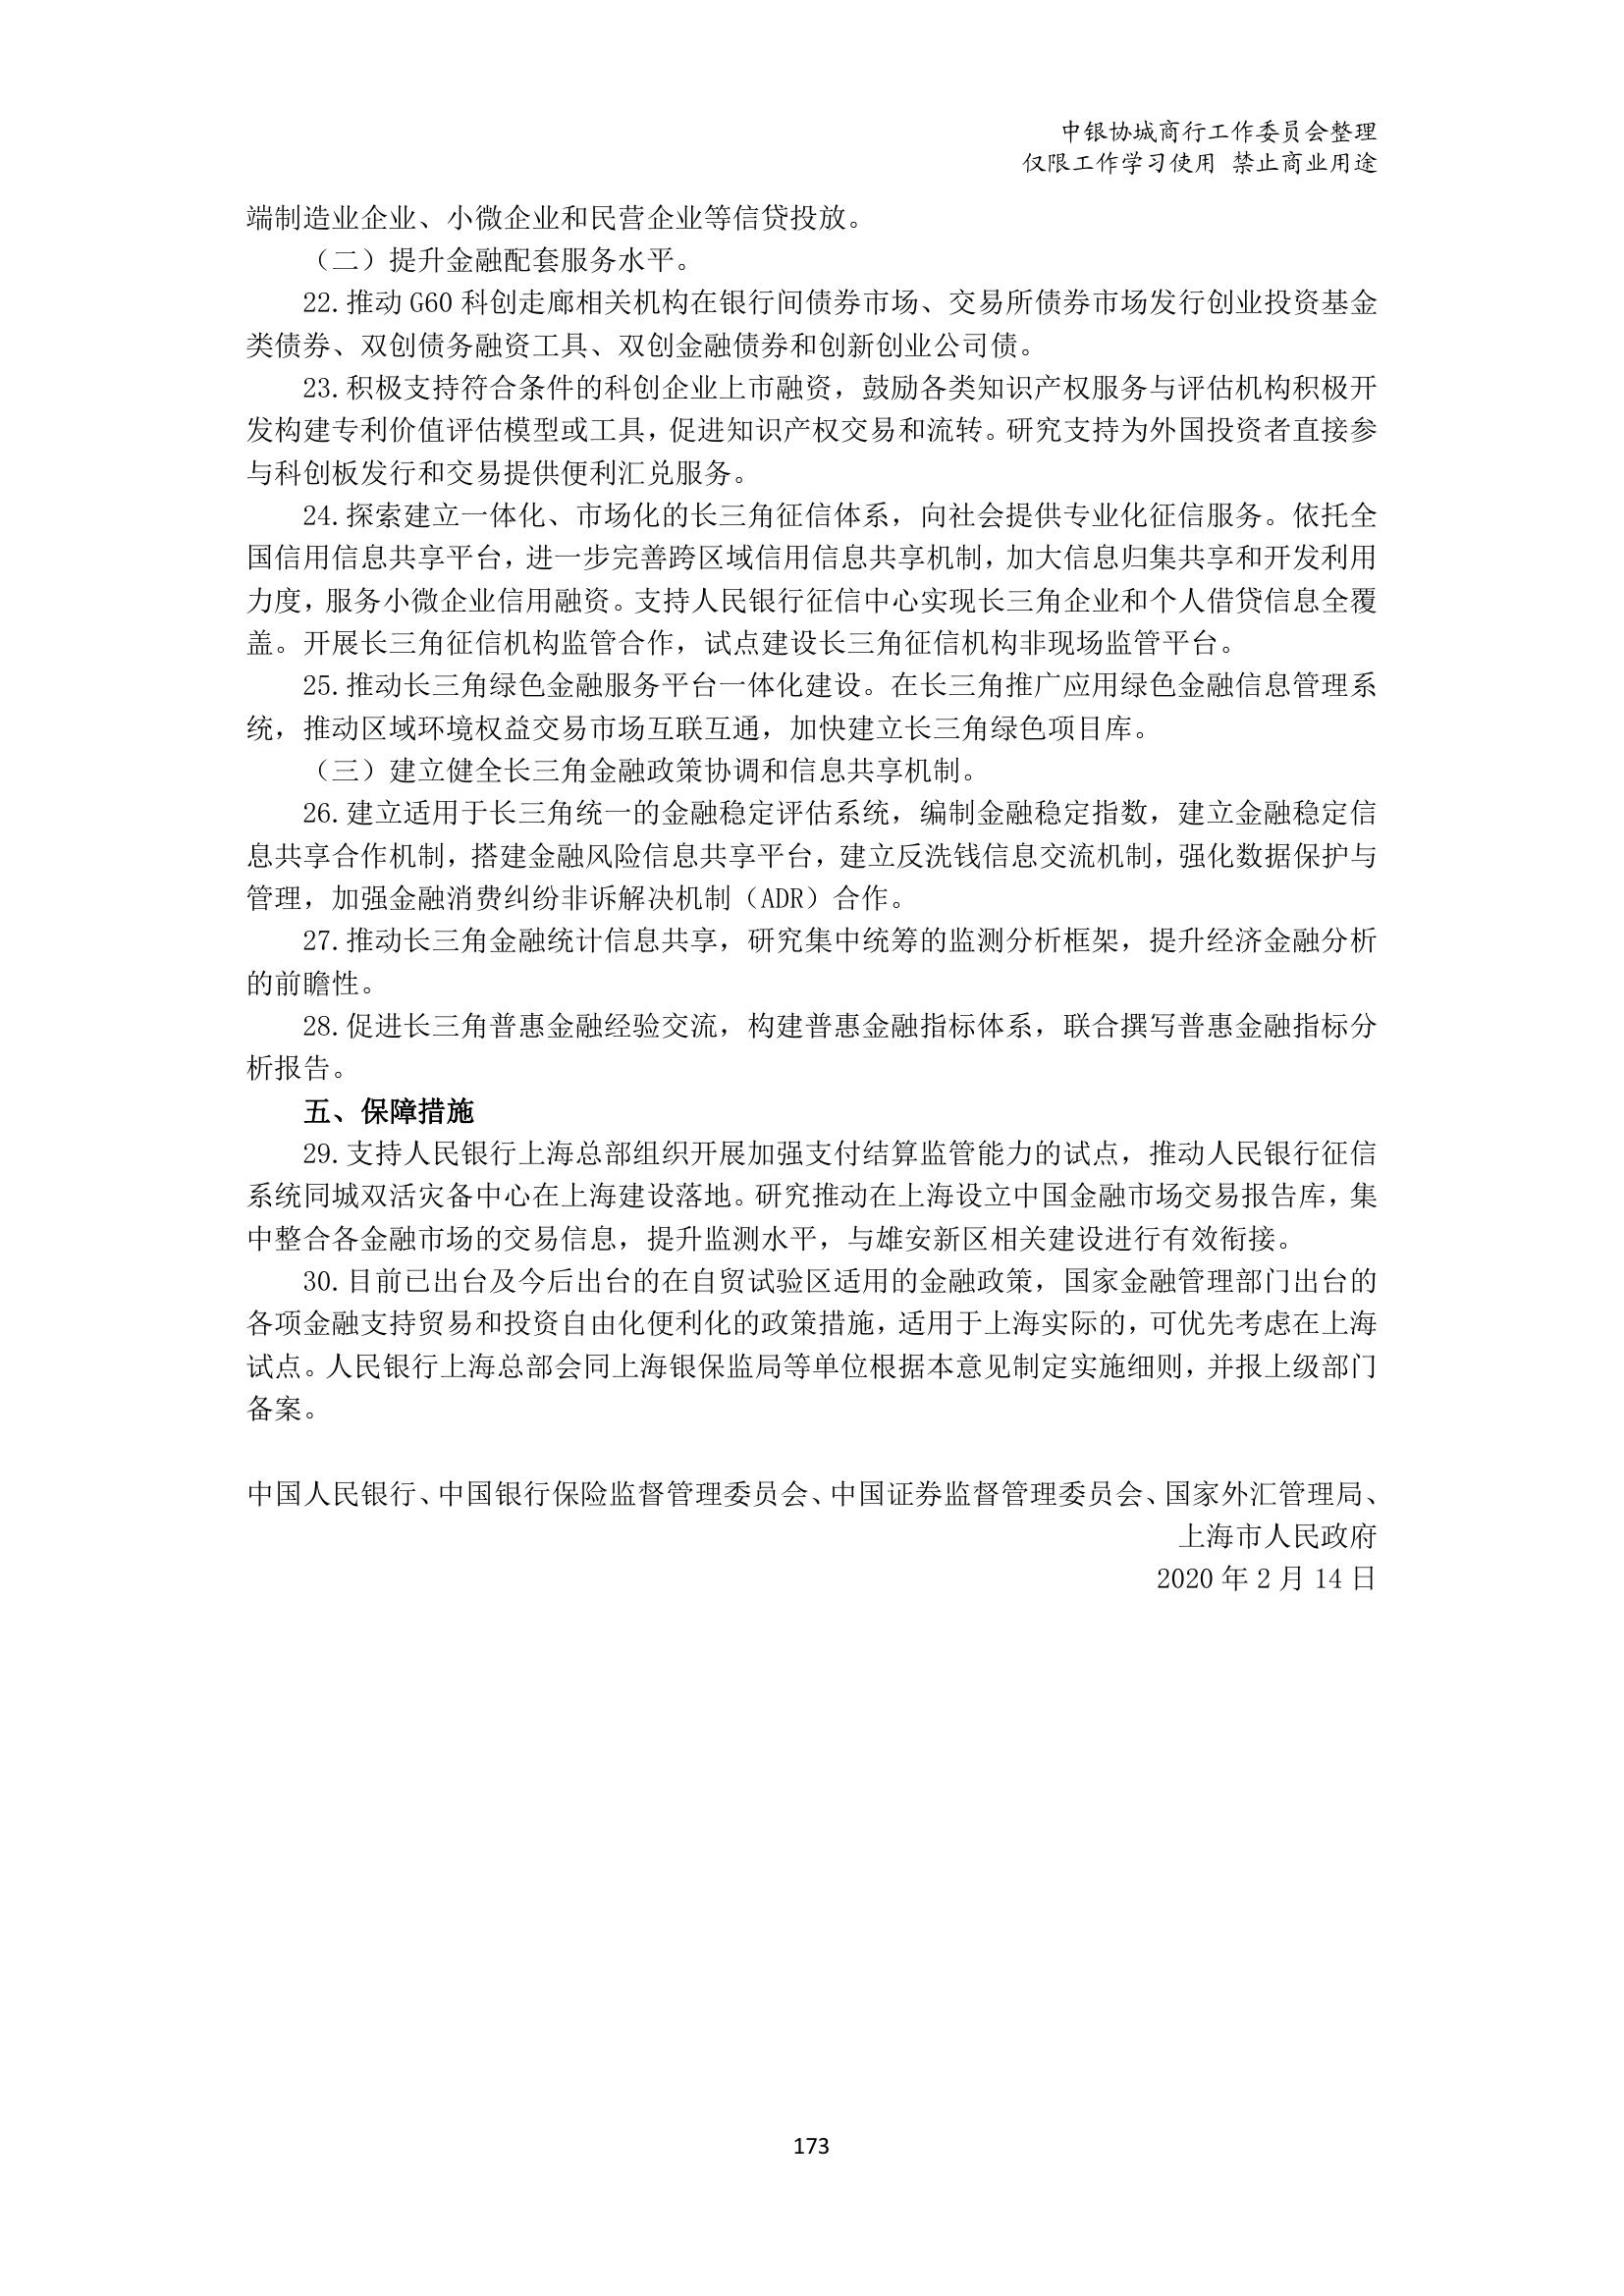 中银协城商行工作委员会整理
仅限工作学习使用 禁止商业用途
端制造业企业、小微企业和民营企业等信贷投放。
（二）提升金融配套服务水平。
22.推动 G60 科创走廊相关机构在银行间债券市场、交易所债券市场发行创业投资基金
类债券、双创债务融资工具、双创金融债券和创新创业公司债。
23.积极支持符合条件的科创企业上市融资，鼓励各类知识产权服务与评估机构积极开
发构建专利价值评估模型或工具，促进知识产权交易和流转。研究支持为外国投资者直接参
与科创板发行和交易提供便利汇兑服务。
24.探索建立一体化、市场化的长三角征信体系，向社会提供专业化征信服务。依托全
国信用信息共享平台，进一步完善跨区域信用信息共享机制，加大信息归集共享和开发利用
力度，服务小微企业信用融资。支持人民银行征信中心实现长三角企业和个人借贷信息全覆
盖。开展长三角征信机构监管合作，试点建设长三角征信机构非现场监管平台。
25.推动长三角绿色金融服务平台一体化建设。在长三角推广应用绿色金融信息管理系
统，推动区域环境权益交易市场互联互通，加快建立长三角绿色项目库。
（三）建立健全长三角金融政策协调和信息共享机制。
26.建立适用于长三角统一的金融稳定评估系统，编制金融稳定指数，建立金融稳定信
息共享合作机制，搭建金融风险信息共享平台，建立反洗钱信息交流机制，强化数据保护与
管理，加强金融消费纠纷非诉解决机制（ADR）合作。
27.推动长三角金融统计信息共享，研究集中统筹的监测分析框架，提升经济金融分析
的前瞻性。
28.促进长三角普惠金融经验交流，构建普惠金融指标体系，联合撰写普惠金融指标分
析报告。
五、保障措施
29.支持人民银行上海总部组织开展加强支付结算监管能力的试点，推动人民银行征信
系统同城双活灾备中心在上海建设落地。研究推动在上海设立中国金融市场交易报告库，集
中整合各金融市场的交易信息，提升监测水平，与雄安新区相关建设进行有效衔接。
30.目前已出台及今后出台的在自贸试验区适用的金融政策，国家金融管理部门出台的
各项金融支持贸易和投资自由化便利化的政策措施，适用于上海实际的，可优先考虑在上海
试点。人民银行上海总部会同上海银保监局等单位根据本意见制定实施细则，并报上级部门
备案。
中国人民银行、中国银行保险监督管理委员会、中国证券监督管理委员会、国家外汇管理局、
上海市人民政府
2020 年 2 月 14 日
173